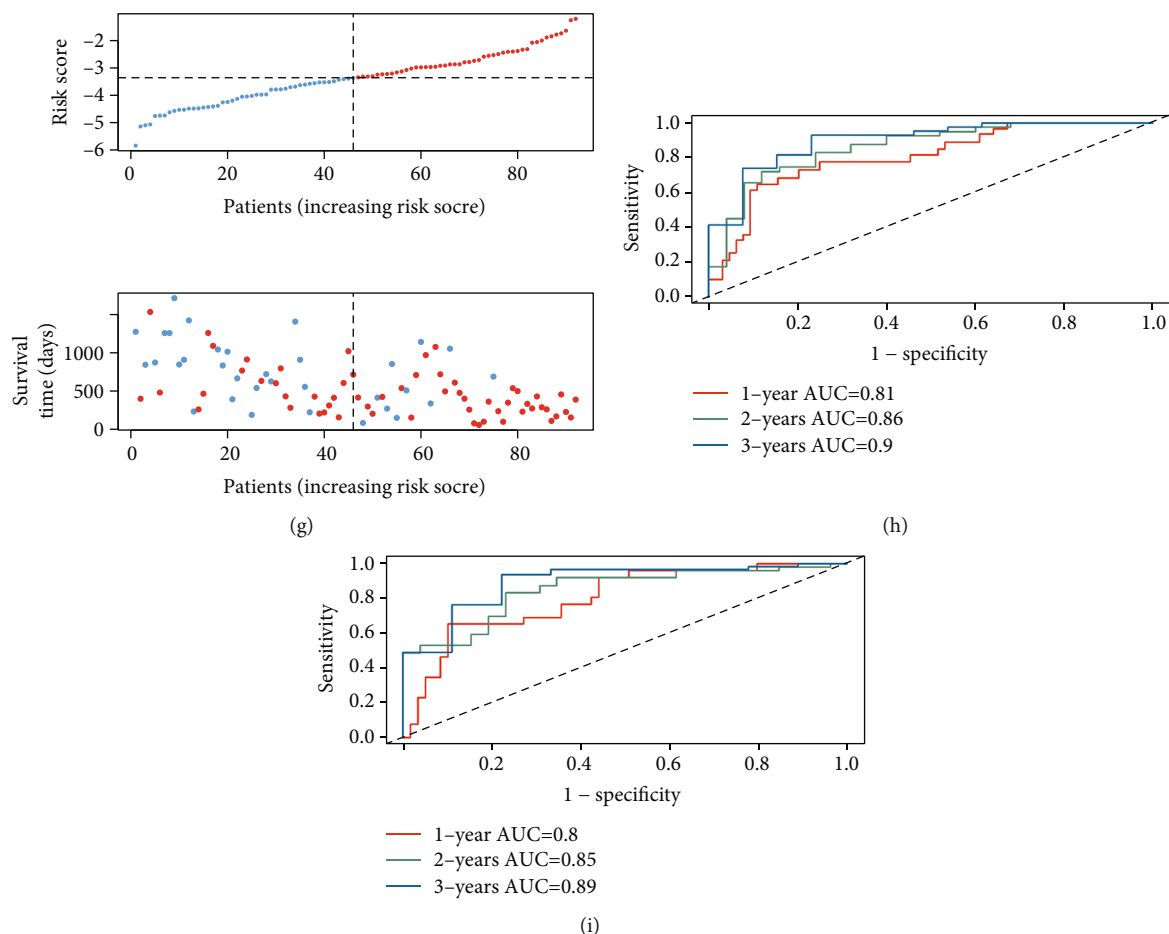 Risk score
−2
−3
−4
−5
−6
0 20 40 60 80
Patients (increasing risk socre)
Survival
time (days)
1000
500
0
0 20 40 60 80
Patients (increasing risk socre)
(g)
Sensitivity
1.0
0.8
0.6
0.4
0.2
0.0
0.2 0.4 0.6 0.8 1.0
1 − specificity
1−year AUC=0.81
2−years AUC=0.86
3−years AUC=0.9
(h)
Sensitivity
1.0
0.8
0.6
0.4
0.2
0.0
0.2 0.4 0.6 0.8 1.0
1 − specificity
1−year AUC=0.8
2−years AUC=0.85
3−years AUC=0.89
(i)